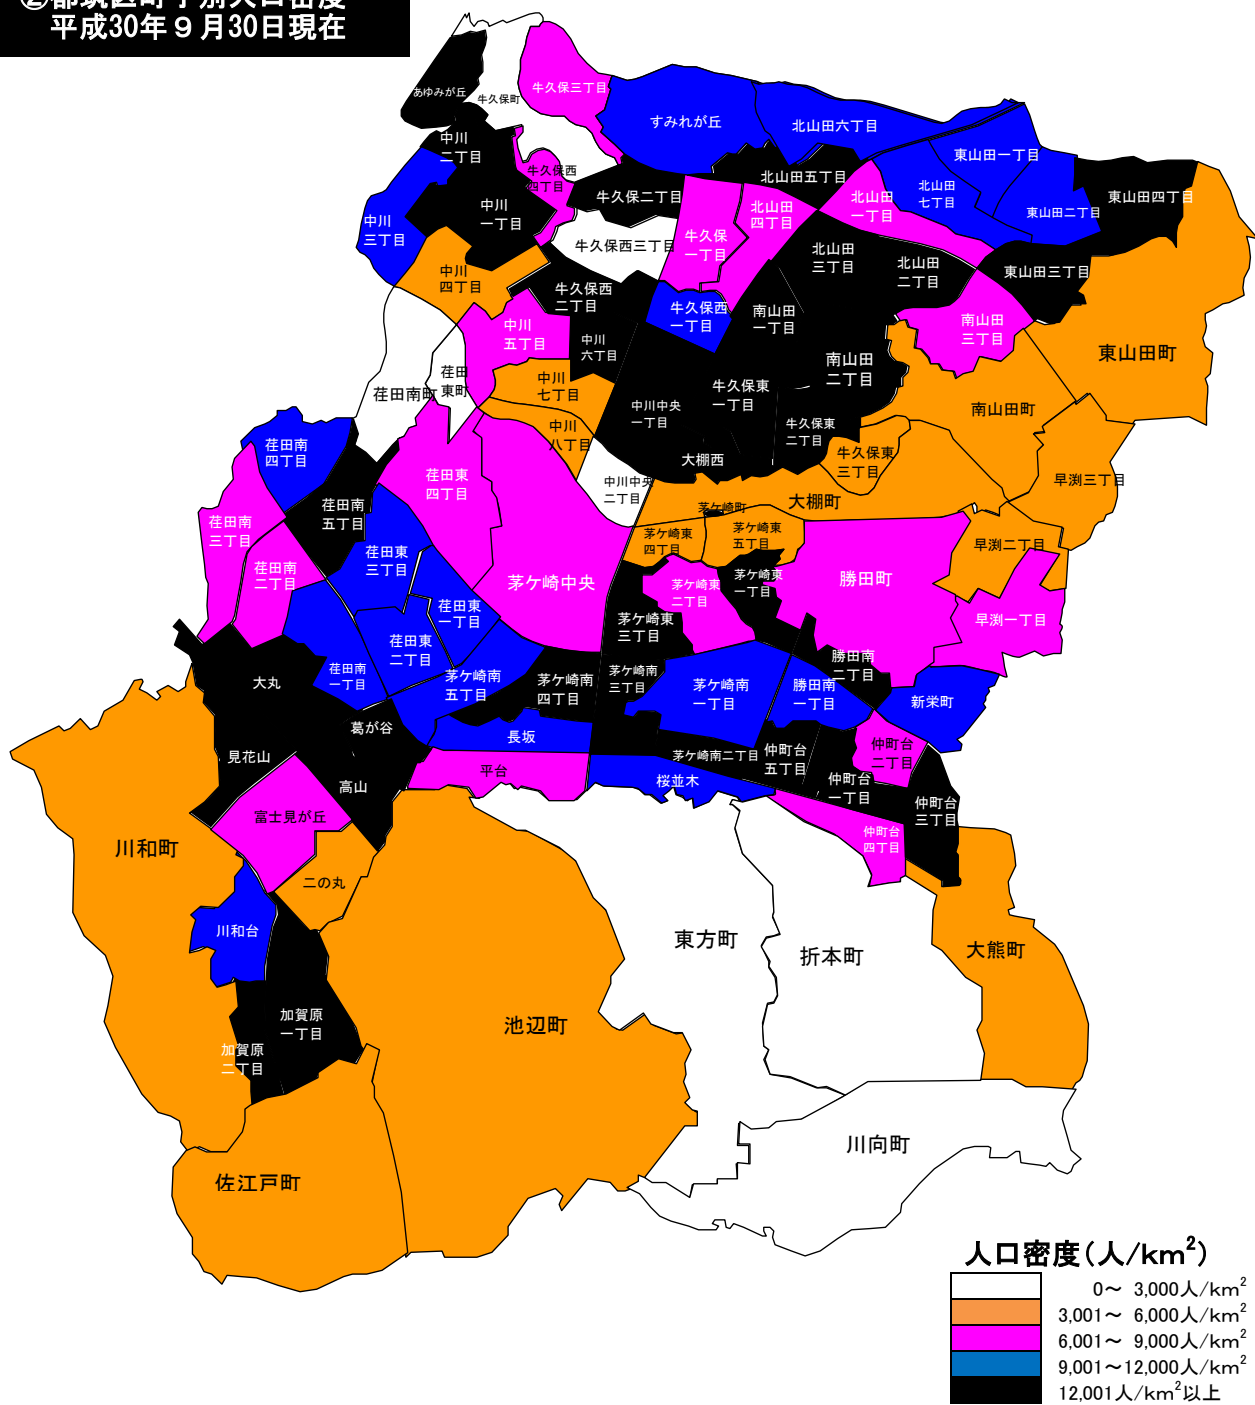 ②都筑区町丁別人口密度
平成30年９月30日現在
あゆみが丘
牛久保町
牛久保三丁目
すみれが丘
北山田六丁目
中川
二丁目
牛久保西
四丁目
牛久保二丁目
北山田五丁目
東山田一丁目
北山田
七丁目
東山田二丁目
東山田四丁目
中川
三丁目
中川
一丁目
牛久保西三丁目
牛久保
一丁目
北山田
四丁目
北山田
一丁目
北山田
三丁目
北山田
二丁目
東山田三丁目
中川
四丁目
牛久保西
二丁目
牛久保西
一丁目
南山田
一丁目
南山田
三丁目
中川
五丁目
中川
六丁目
東山田町
荏田
東町
荏田南町
中川
七丁目
南山田
二丁目
牛久保東
一丁目
南山田町
中川中央
一丁目
牛久保東
二丁目
中川
八丁目
荏田南
四丁目
大棚西
牛久保東
三丁目
早渕三丁目
荏田東
四丁目
中川中央
二丁目
大棚町
茅ケ崎町
荏田南
五丁目
荏田南
三丁目
茅ケ崎東
四丁目
茅ケ崎東
五丁目
早渕二丁目
荏田東
三丁目
荏田南
二丁目
茅ケ崎中央
茅ケ崎東
二丁目
茅ケ崎東
一丁目
勝田町
荏田東
一丁目
茅ケ崎東
三丁目
早渕一丁目
荏田東
二丁目
荏田南
一丁目
大丸
茅ケ崎南
五丁目
茅ケ崎南
四丁目
茅ケ崎南
三丁目
茅ケ崎南
一丁目
勝田南
二丁目
勝田南
一丁目
新栄町
葛が谷
長坂
見花山
茅ケ崎南二丁目
仲町台
五丁目
仲町台
二丁目
平台
高山
桜並木
仲町台
一丁目
仲町台
三丁目
富士見が丘
仲町台
四丁目
川和町
二の丸
川和台
東方町
折本町
大熊町
加賀原
一丁目
池辺町
加賀原
二丁目
川向町
佐江戸町
人口密度（人/km²）
0～ 3,000人/km²
3,001～ 6,000人/km²
6,001～ 9,000人/km²
9,001～12,000人/km²
12,001人/km²以上